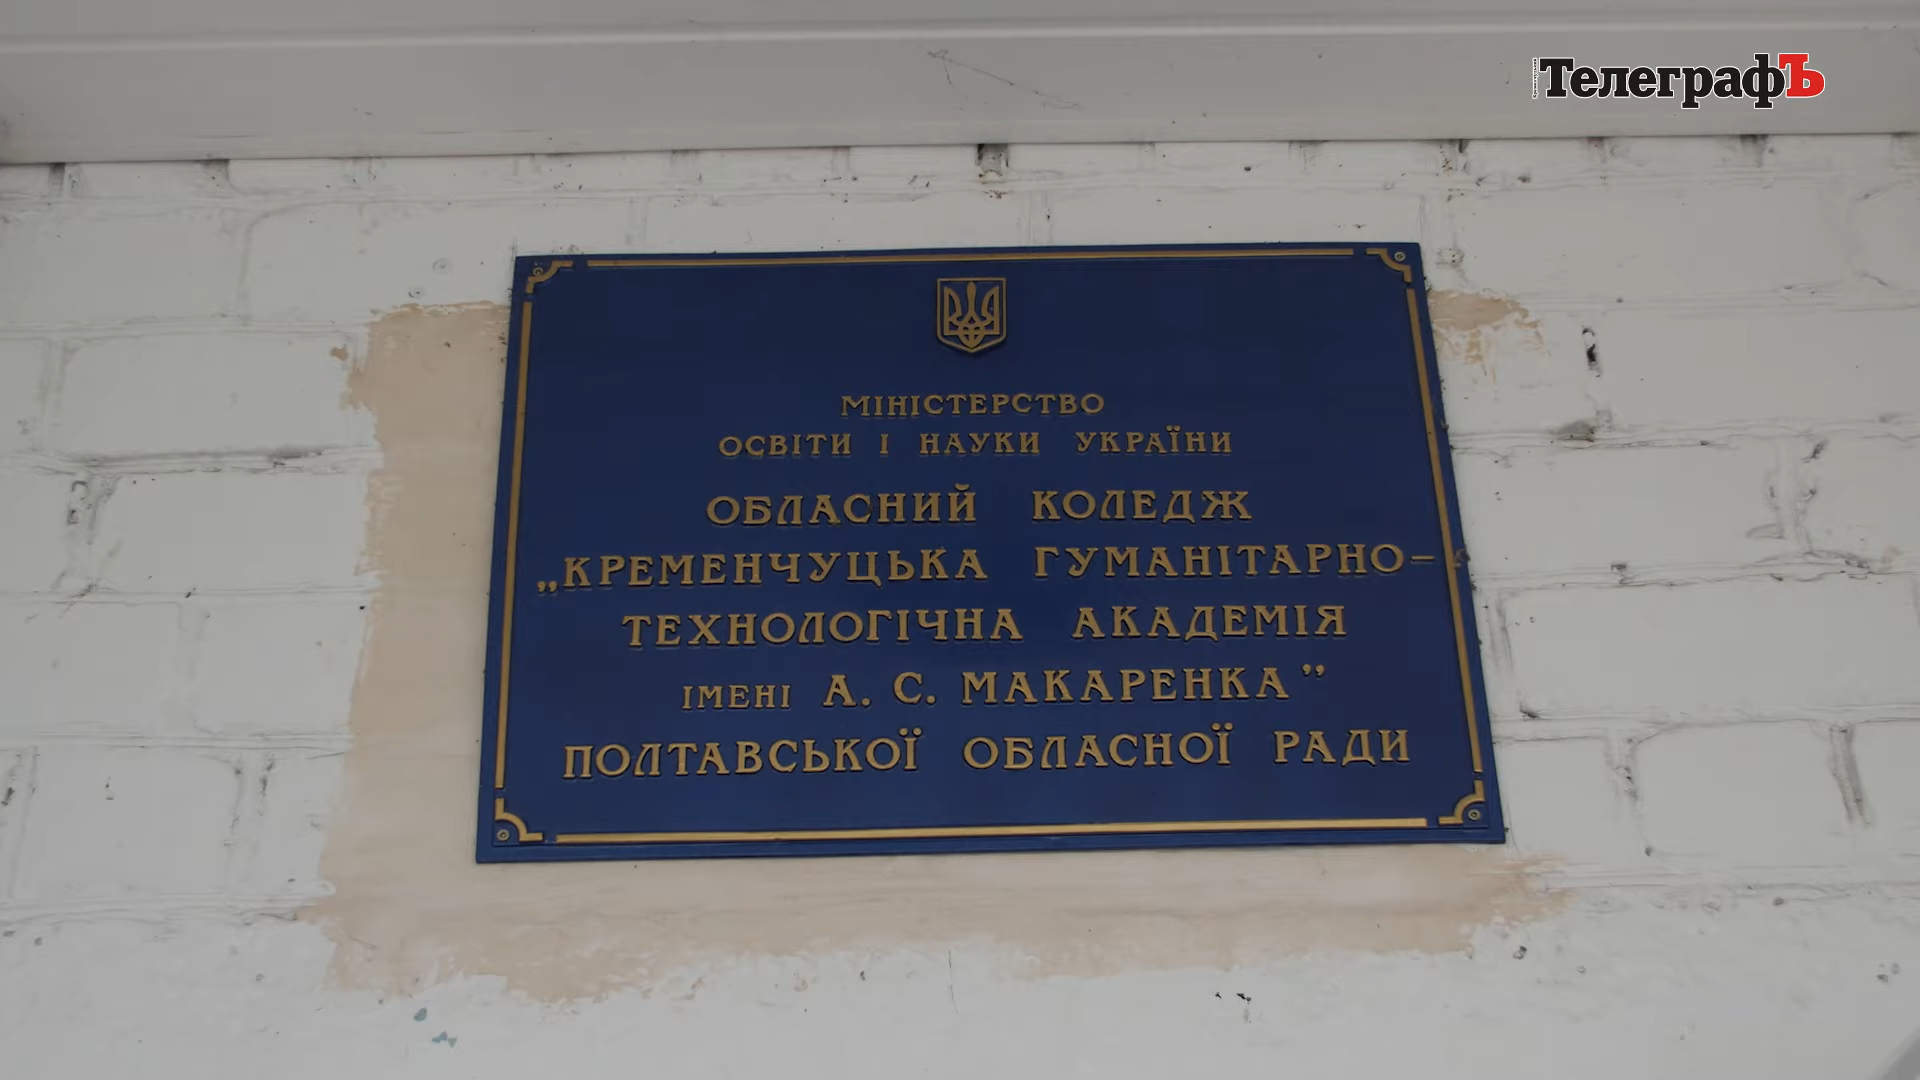 ТелеграфЪ
МІНІСТЕРСТВО
ОСВІТИ І НАУКИ УКРАЇНИ
ОБЛАСНИЙ КОЛЕДЖ
„КРЕМЕНЧУЦЬКА ГУМАНІТАРНО–
ТЕХНОЛОГІЧНА АКАДЕМІЯ
ІМЕНІ А. С. МАКАРЕНКА”
ПОЛТАВСЬКОЇ ОБЛАСНОЇ РАДИ